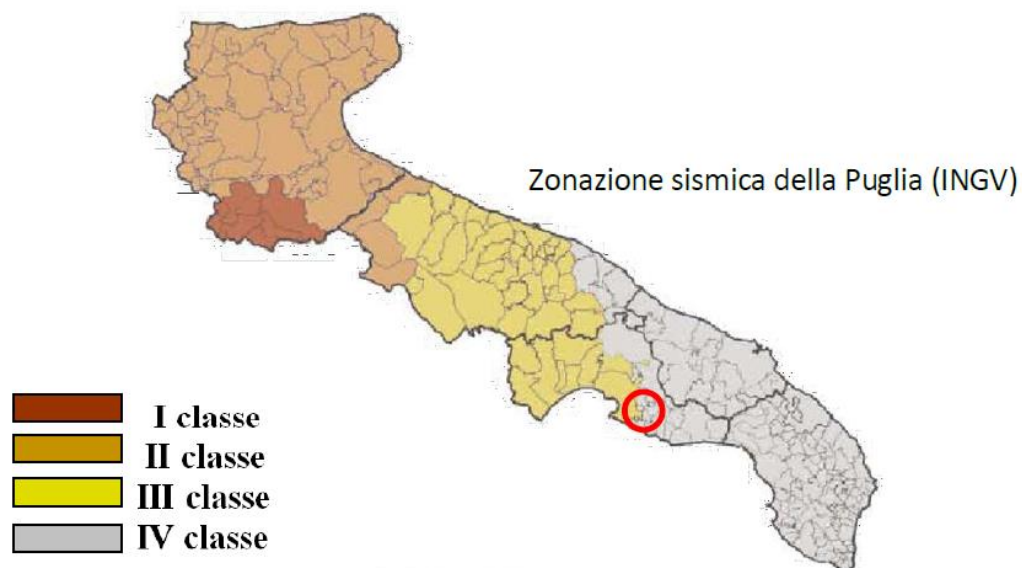 Zonazione sismica della Puglia (INGV)
I classe
II classe
III classe
IV classe